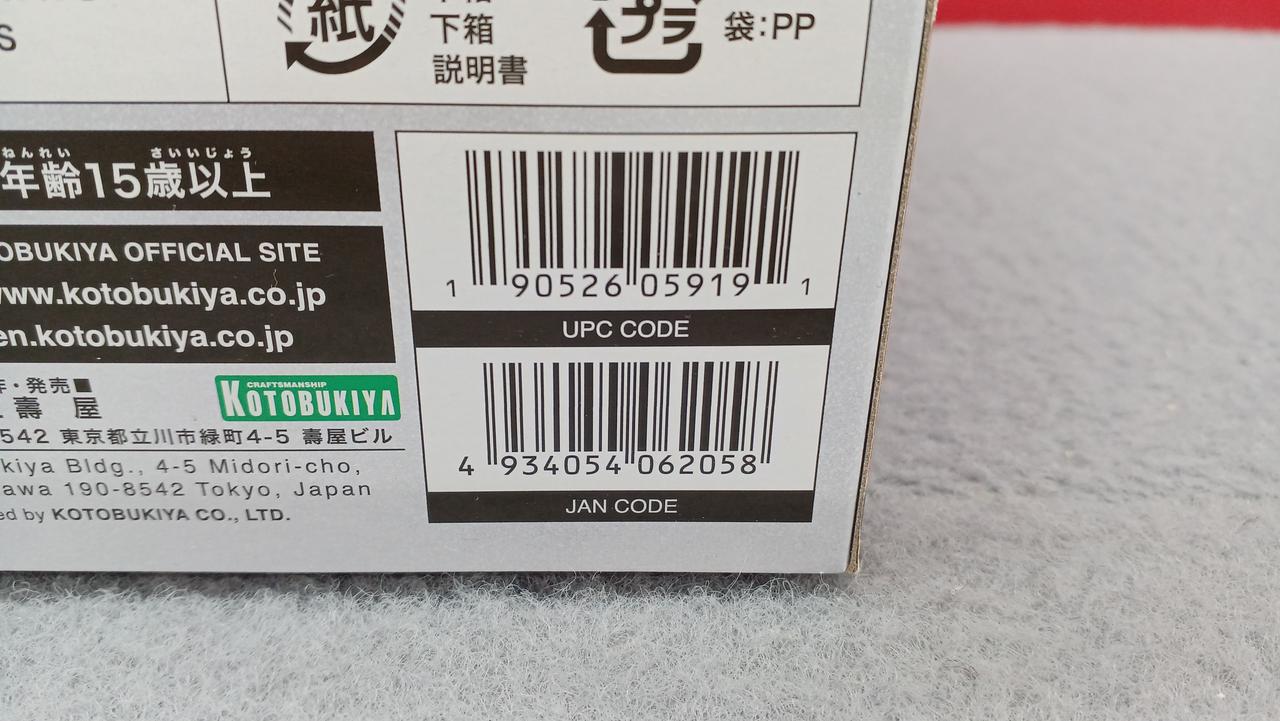 S
紙
下箱
説明書
プラ
袋:PP
ねんれい さいいじょう
年齢15歳以上
OBUKIYA OFFICIAL SITE
www.kotobukiya.co.jp
en.kotobukiya.co.jp
・発売■
壽 屋
CRAFTSMANSHIP
KOTOBUKIYA
542 東京都立川市緑町4-5 壽屋ビル
kiya Bldg., 4-5 Midori-cho,
awa 190-8542 Tokyo, Japan
ed by KOTOBUKIYA CO., LTD.
1 90526 05919 1
UPC CODE
4 934054 062058
JAN CODE